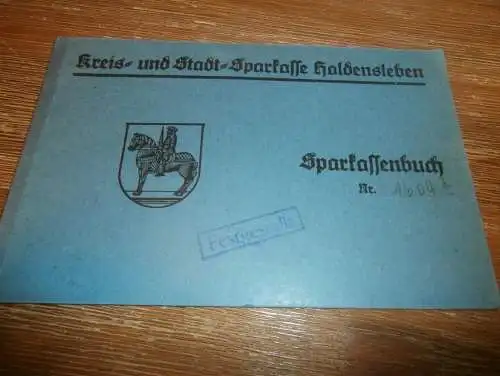 Kreis- und Stadt-Sparkasse Haldensleben
Sparkassenbuch
Nr.